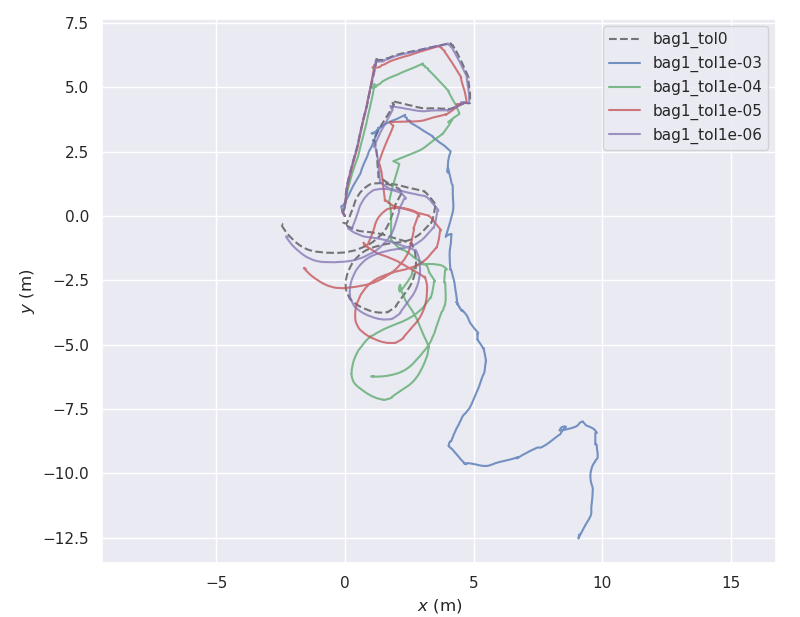 7.5
5.0
2.5
0.0
−2.5
−5.0
−7.5
−10.0
−12.5
y (m)
−5
0
5
10
15
x (m)
bag1_tol0
bag1_tol1e-03
bag1_tol1e-04
bag1_tol1e-05
bag1_tol1e-06